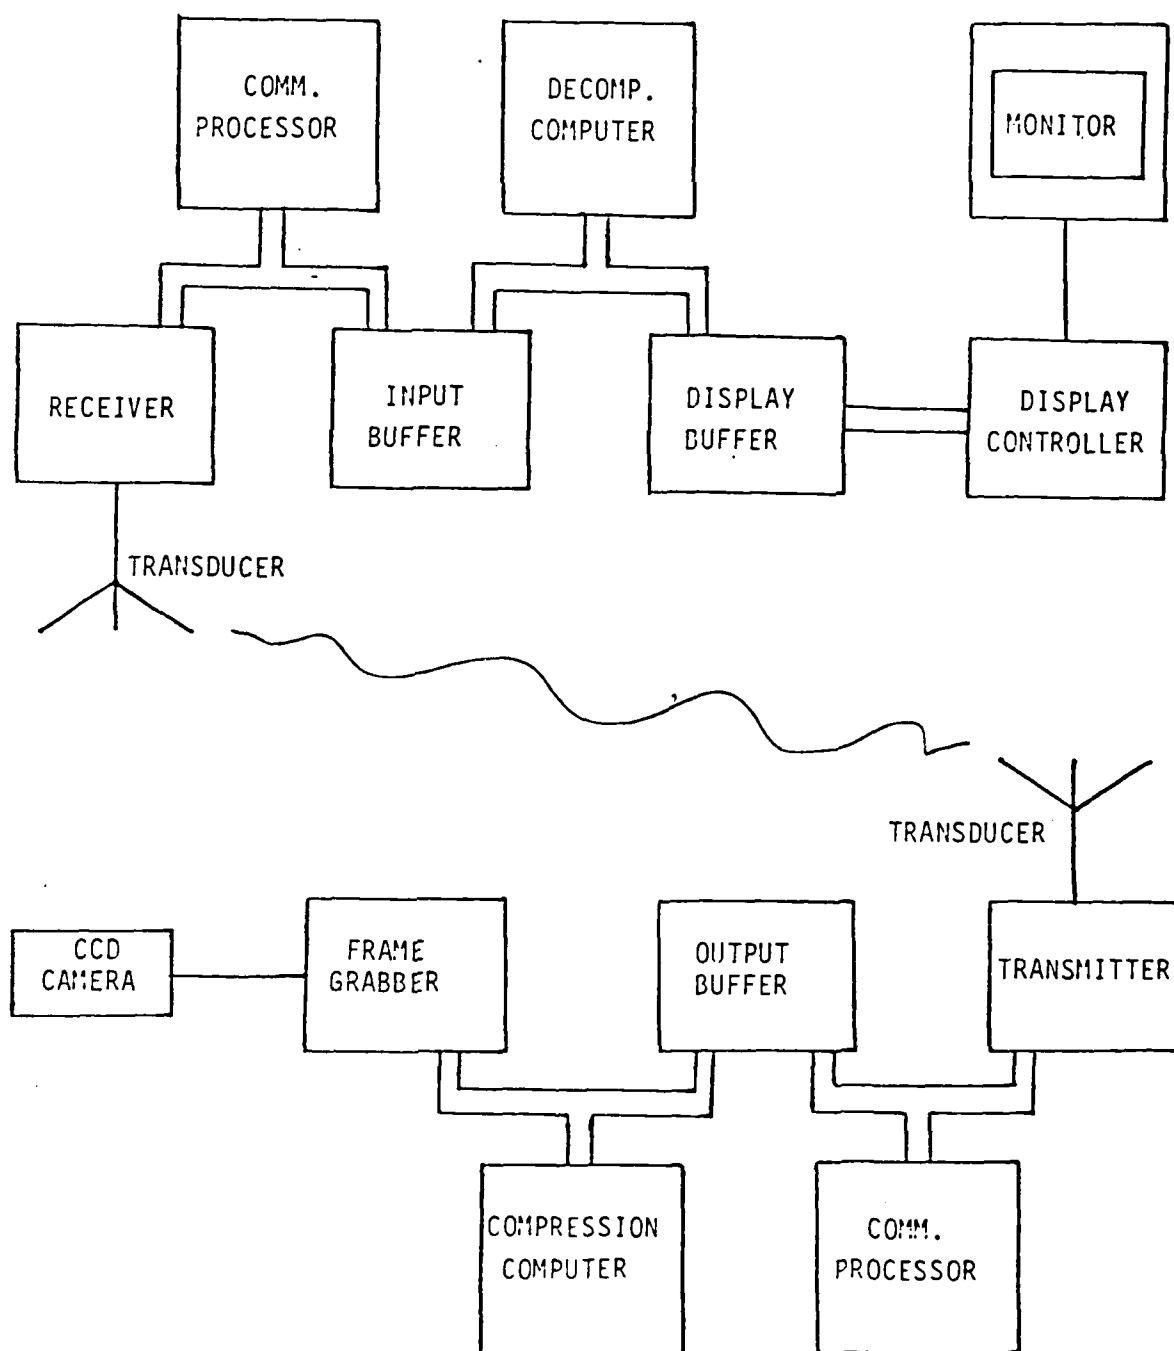 COMM.
PROCESSOR
DECOMP.
COMPUTER
MONITOR
RECEIVER
INPUT
BUFFER
DISPLAY
BUFFER
DISPLAY
CONTROLLER
TRANSDUCER
TRANSDUCER
CCD
CAMERA
FRAME
GRABBER
OUTPUT
BUFFER
TRANSMITTER
COMPRESSION
COMPUTER
COMM.
PROCESSOR